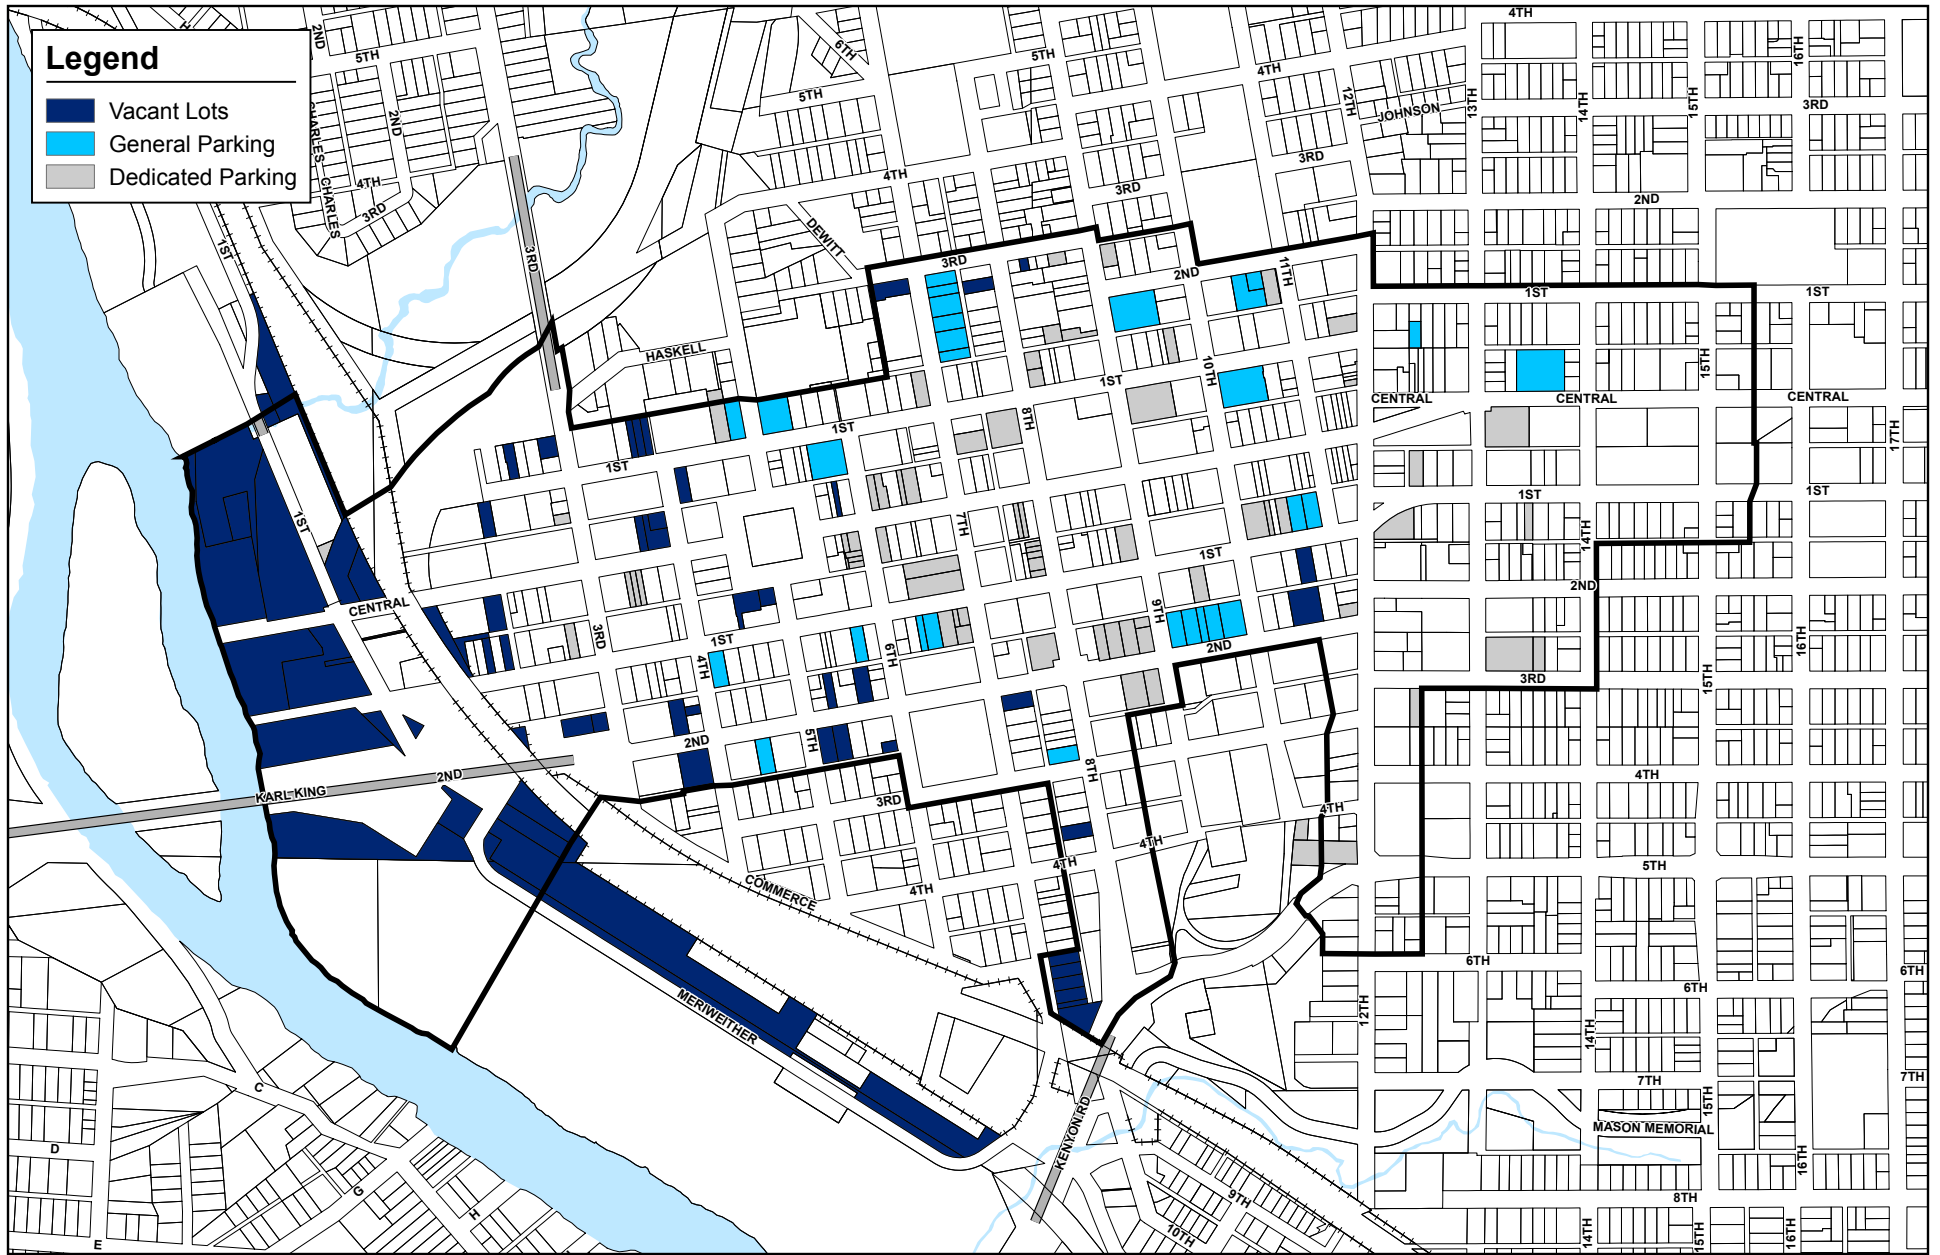 Legend
Vacant Lots
General Parking
Dedicated Parking
H
2ND
5TH
6TH
5TH
5TH
4TH
4TH
16TH
CHARLES
2ND
12TH
JOHNSON
13TH
14TH
15TH
3RD
CHARLES
4TH
3RD
4TH
3RD
3RD
2ND
1ST
3RD
DEWITT
3RD
2ND
11TH
1ST
1ST
HASKELL
1ST
10TH
15TH
CENTRAL
CENTRAL
CENTRAL
1ST
8TH
17TH
1ST
1ST
1ST
1ST
7TH
14TH
1ST
2ND
CENTRAL
3RD
1ST
9TH
4TH
6TH
2ND
16TH
3RD
15TH
2ND
5TH
2ND
8TH
4TH
KARL KING
3RD
4TH
4TH
4TH
5TH
COMMERCE
4TH
6TH
6TH
6TH
MERIWEITHER
12TH
14TH
7TH
7TH
C
15TH
KENYON RD
MASON MEMORIAL
D
16TH
G
9TH
8TH
H
10TH
14TH
15TH
16TH
E